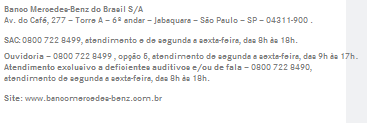 Banco Mercedes-Benz do Brasil S/A
Av. do Café, 277 – Torre A – 6º andar – Jabaquara – São Paulo – SP – 04311-900 .
SAC: 0800 722 8499, atendimento e de segunda a sexta-feira, das 8h às 18h.
Ouvidoria – 0800 722 8499 , opção 5, atendimento de segunda a sexta-feira, das 9h às 17h.
Atendimento exclusivo a deficientes auditivos e/ou de fala – 0800 722 8490,
atendimento de segunda a sexta-feira, das 8h às 18h.
Site: www.bancomercedes-benz.com.br